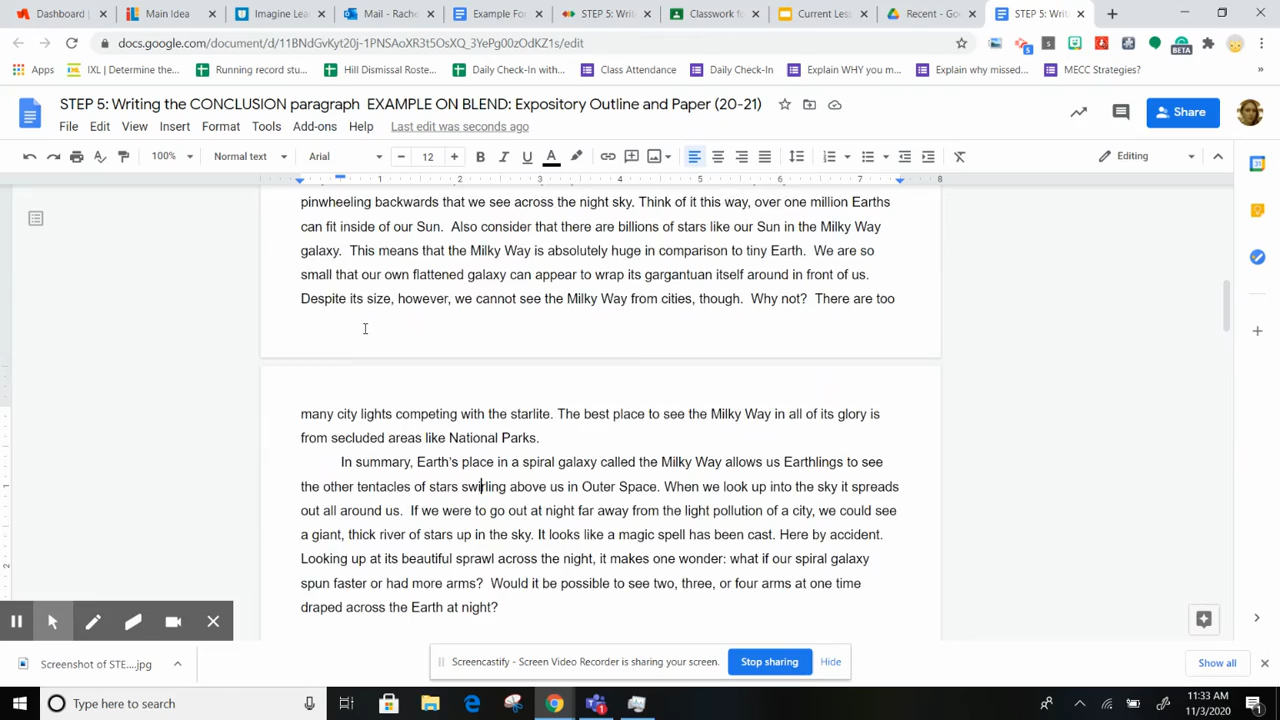 Dashboard |
Main Idea
Imagine Lea
Mail - Rache
Example For
STEP 5: Writ
Classwork f
Current Less
Recent - Go
STEP 5: Wri
docs.google.com/document/d/11BNdGvKyt20j-1PNSAoXR3t5OsXQ_3YePg00zOdKZ1s/edit
BETA
Apps
IXL | Determine the...
Running record stu...
Hill Dismissal Roste...
Daily Check-In with...
Class Attendance
Daily Check-In
Explain WHY you m...
Explain why missed...
MECC Strategies?
STEP 5: Writing the CONCLUSION paragraph EXAMPLE ON BLEND: Expository Outline and Paper (20-21)
File Edit View Insert Format Tools Add-ons Help Last edit was seconds ago
Share
100% Normal text Arial 12 Editing
1 2 3 4 5 6 7 8
pinwheeling backwards that we see across the night sky. Think of it this way, over one million Earths
can fit inside of our Sun. Also consider that there are billions of stars like our Sun in the Milky Way
galaxy. This means that the Milky Way is absolutely huge in comparison to tiny Earth. We are so
small that our own flattened galaxy can appear to wrap its gargantuan itself around in front of us.
Despite its size, however, we cannot see the Milky Way from cities, though. Why not? There are too
many city lights competing with the starlite. The best place to see the Milky Way in all of its glory is
from secluded areas like National Parks.
In summary, Earth's place in a spiral galaxy called the Milky Way allows us Earthlings to see
the other tentacles of stars swirling above us in Outer Space. When we look up into the sky it spreads
out all around us. If we were to go out at night far away from the light pollution of a city, we could see
a giant, thick river of stars up in the sky. It looks like a magic spell has been cast. Here by accident.
Looking up at its beautiful sprawl across the night, it makes one wonder: what if our spiral galaxy
spun faster or had more arms? Would it be possible to see two, three, or four arms at one time
draped across the Earth at night?
1
2
Screenshot of STE....jpg
Screencastify - Screen Video Recorder is sharing your screen.
Stop sharing
Hide
Show all
Type here to search
11:33 AM
11/3/2020